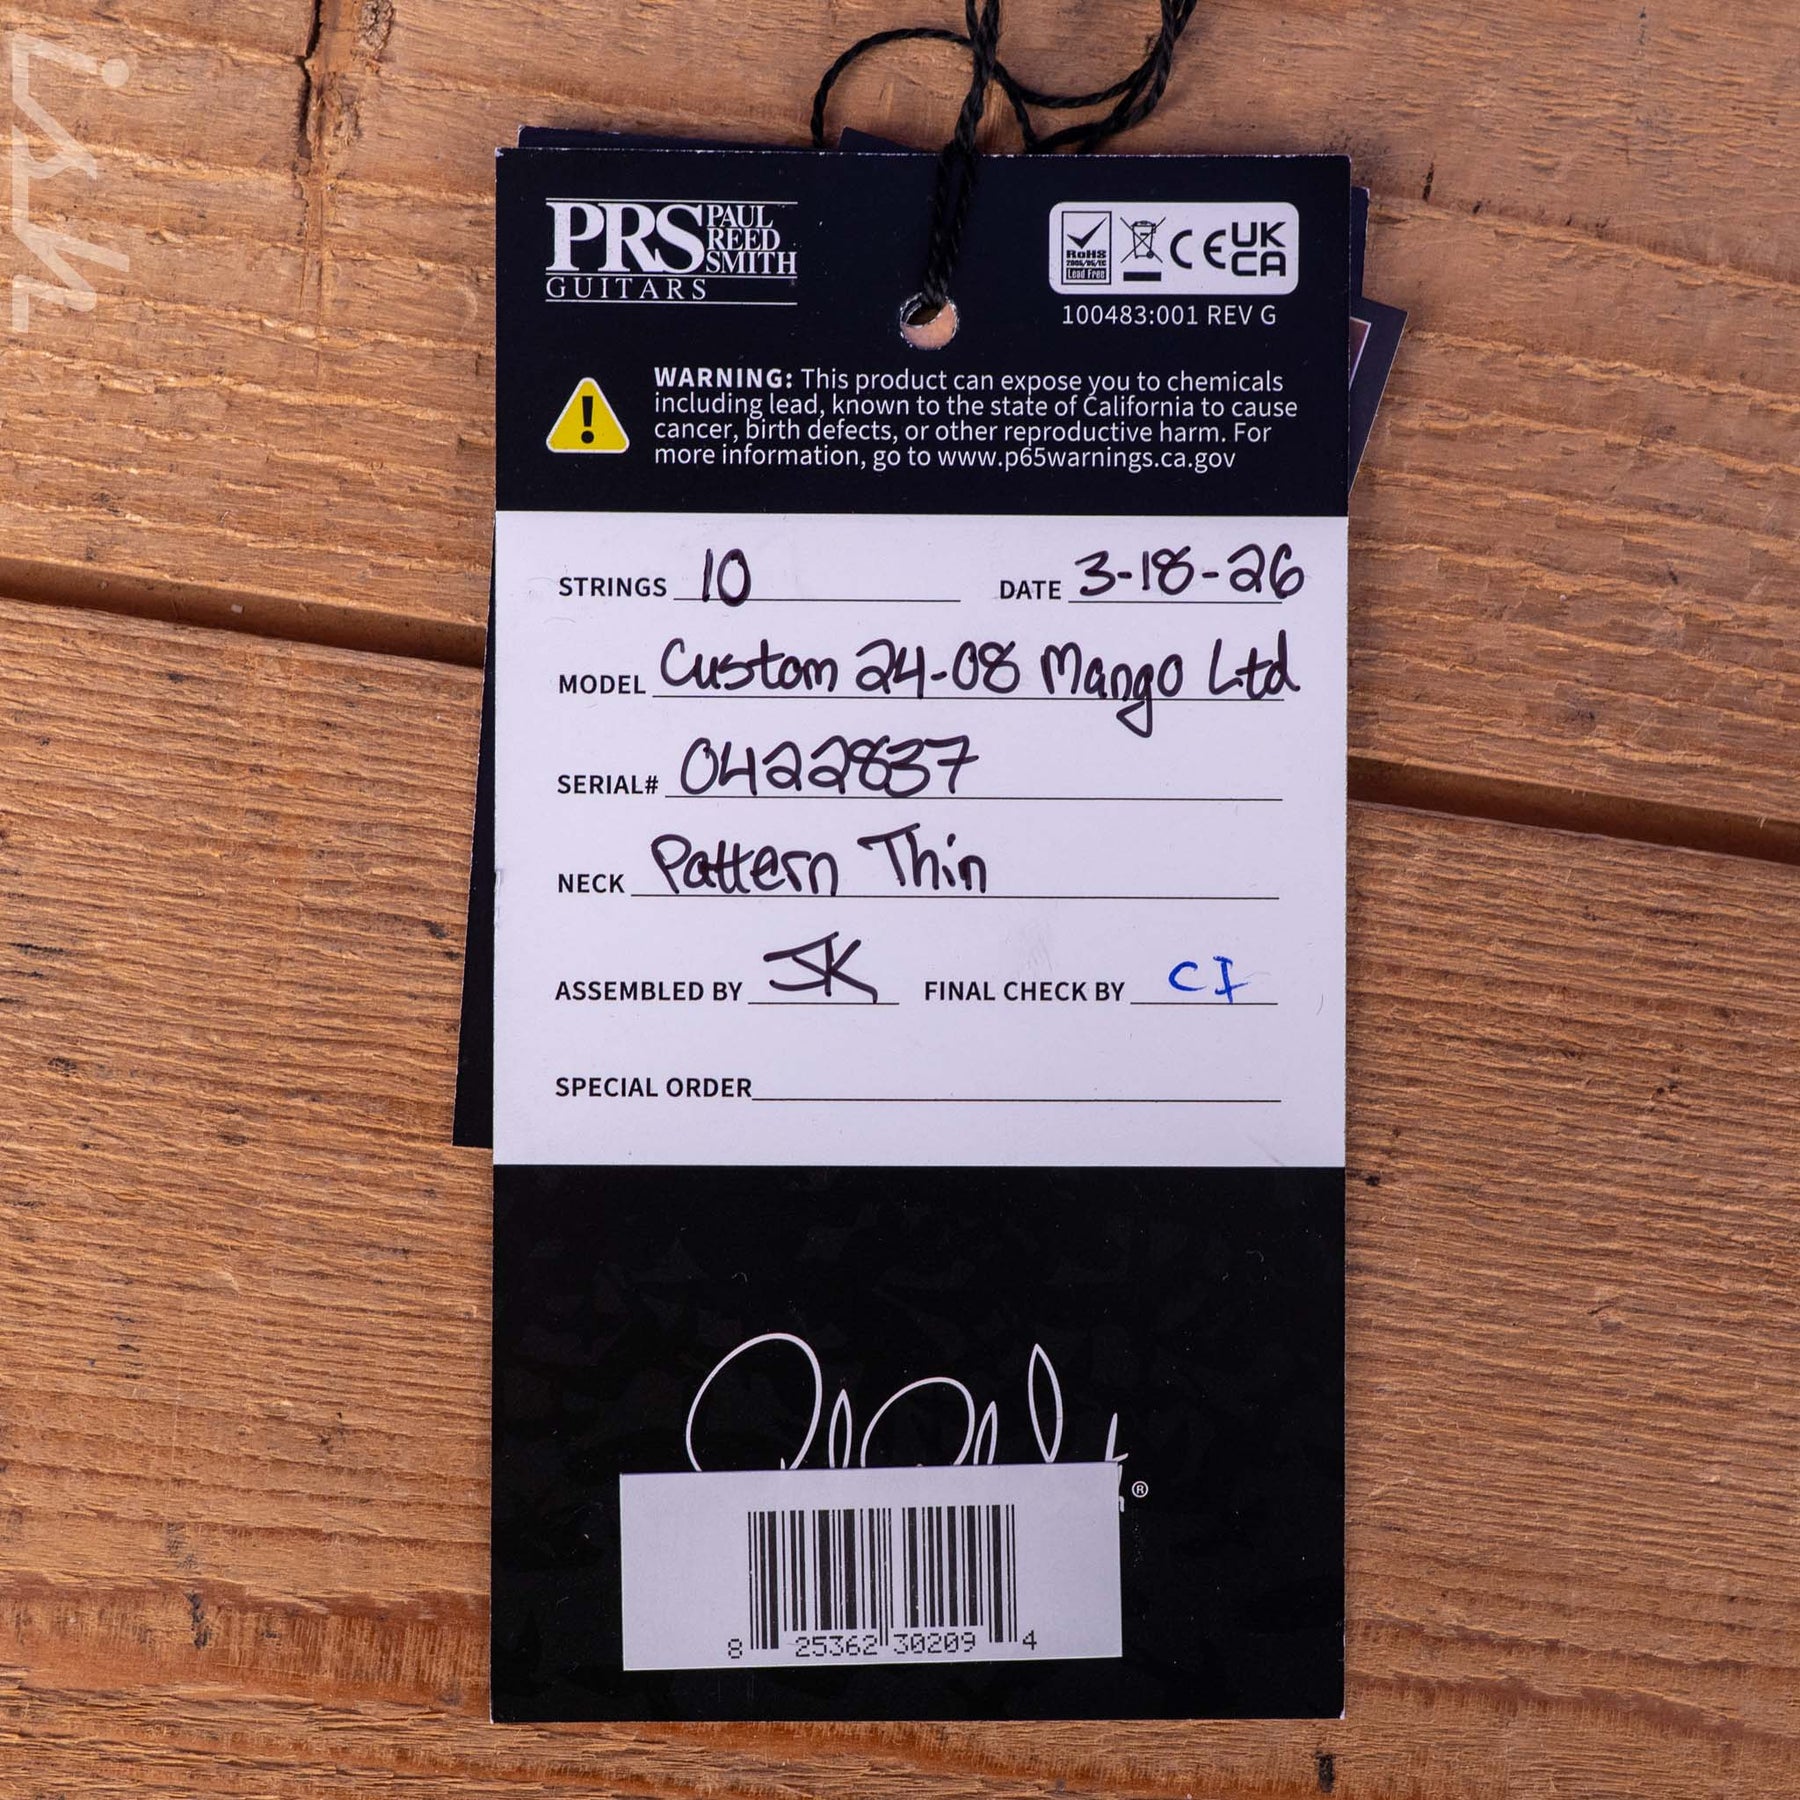 PRS PAUL
REED
SMITH
GUITARS
RoHS
2005/95/EC
Lead Free
CE UK
CA
100483:001 REV G
WARNING: This product can expose you to chemicals
including lead, known to the state of California to cause
cancer, birth defects, or other reproductive harm. For
more information, go to www.p65warnings.ca.gov
STRINGS 10 DATE 3-18-26
MODEL Custom 24-08 Mango Ltd
SERIAL# 0422837
NECK Pattern Thin
ASSEMBLED BY JK FINAL CHECK BY CI
SPECIAL ORDER
®
8 25362 30209 4